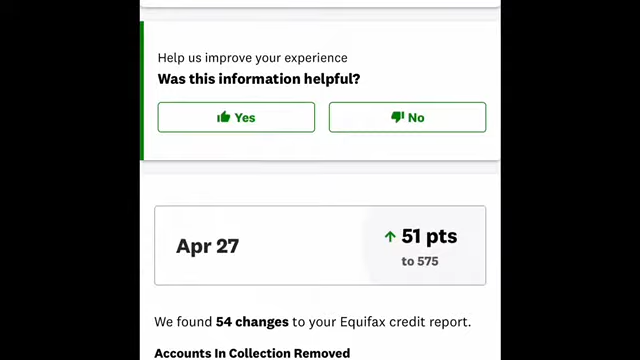 Help us improve your experience
Was this information helpful?
Yes
No
Apr 27
51 pts
to 575
We found 54 changes to your Equifax credit report.
Accounts In Collection Removed